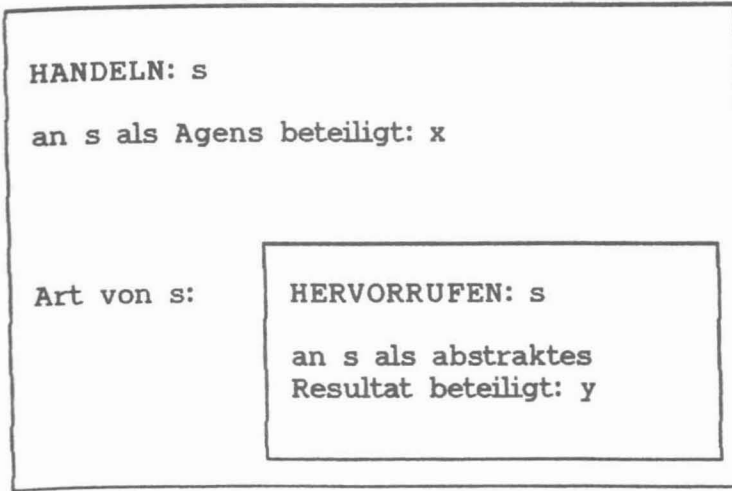 HANDELN: s
an s als Agens beteiligt: x
Art von s:
HERVORRUFEN: s
an s als abstraktes
Resultat beteiligt: y